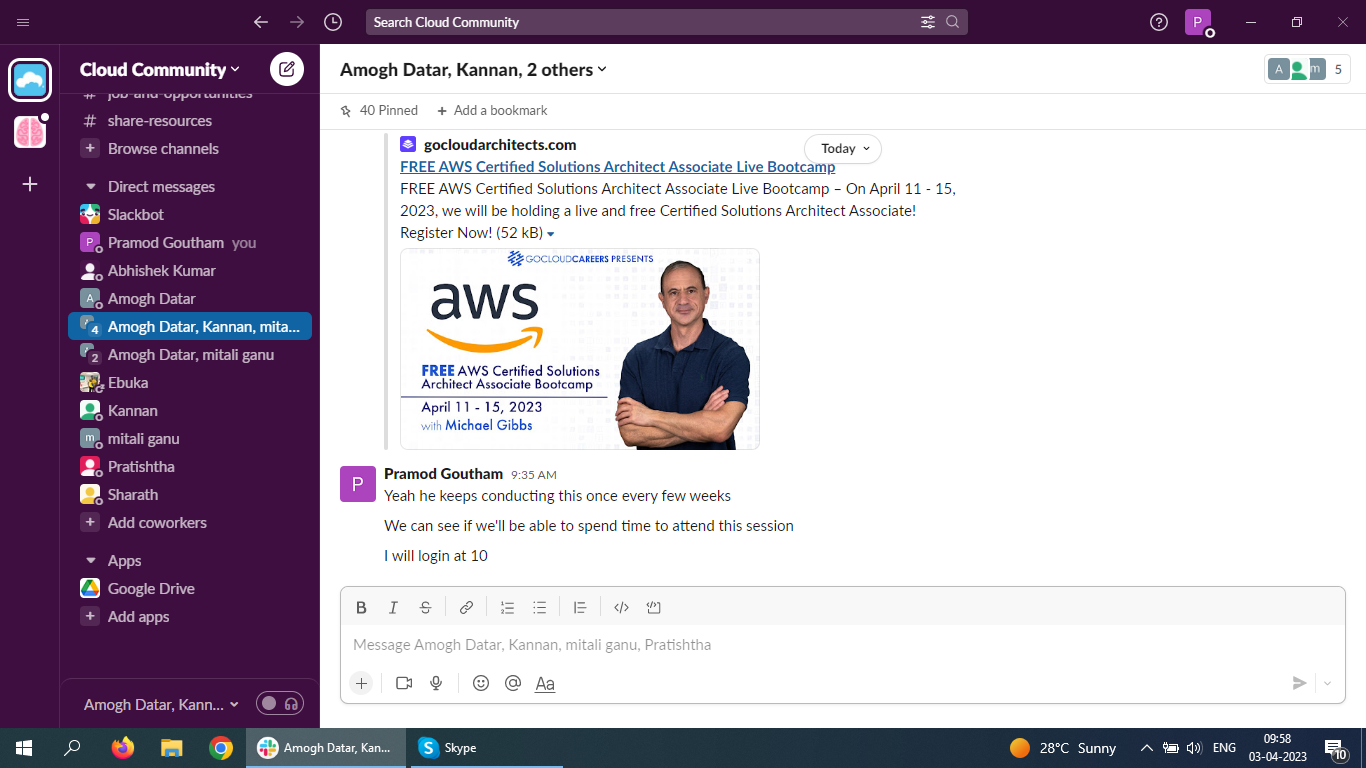 Search Cloud Community
P
Cloud Community
# job-and-opportunities
# share-resources
+ Browse channels
Direct messages
Slackbot
P Pramod Goutham you
Abhishek Kumar
A Amogh Datar
4 Amogh Datar, Kannan, mita...
2 Amogh Datar, mitali ganu
Ebuka
Kannan
m mitali ganu
Pratishtha
Sharath
+ Add coworkers
Apps
Google Drive
+ Add apps
Amogh Datar, Kann...
Amogh Datar, Kannan, 2 others
A m 5
40 Pinned + Add a bookmark
Today
gocloudarchitects.com
FREE AWS Certified Solutions Architect Associate Live Bootcamp
FREE AWS Certified Solutions Architect Associate Live Bootcamp – On April 11 - 15,
2023, we will be holding a live and free Certified Solutions Architect Associate!
Register Now! (52 kB)
GOCLOUDCAREERS PRESENTS
aws
FREE AWS Certified Solutions
Architect Associate Bootcamp
April 11 - 15, 2023
with Michael Gibbs
P Pramod Goutham 9:35 AM
Yeah he keeps conducting this once every few weeks
We can see if we'll be able to spend time to attend this session
I will login at 10
B I S
Message Amogh Datar, Kannan, mitali ganu, Pratishtha
+ @ Aa
Amogh Datar, Kan...
Skype
28°C Sunny
ENG
09:58
03-04-2023
10